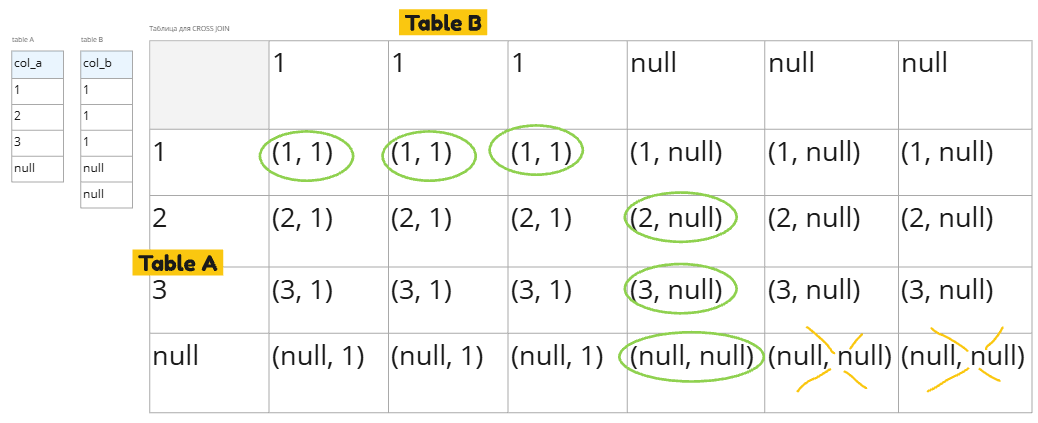 Table B
Таблица для CROSS JOIN
table A table B
col_a col_b
1 1
2 1
3 1
null null
null
1 1 1 null null null
1 (1, 1) (1, 1) (1, 1) (1, null) (1, null) (1, null)
2 (2, 1) (2, 1) (2, 1) (2, null) (2, null) (2, null)
Table A
3 (3, 1) (3, 1) (3, 1) (3, null) (3, null) (3, null)
null (null, 1) (null, 1) (null, 1) (null, null) (null, null) (null, null)